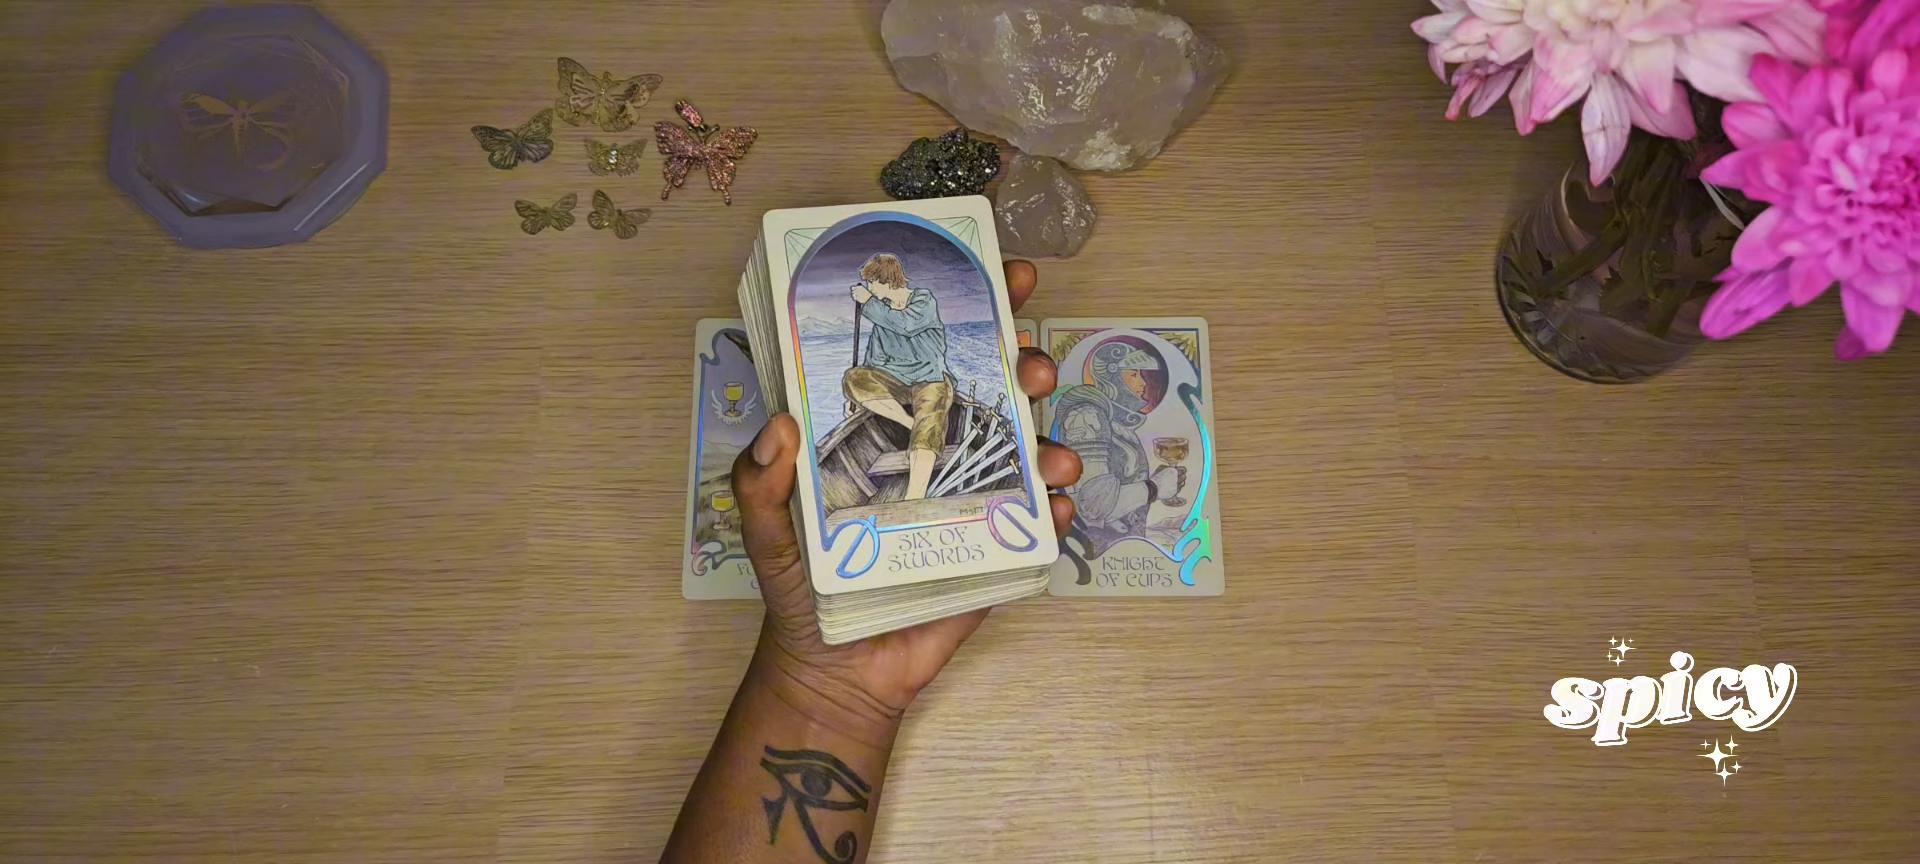 SIX OF
SWORDS
KNIGHT
OF CUPS
spicy